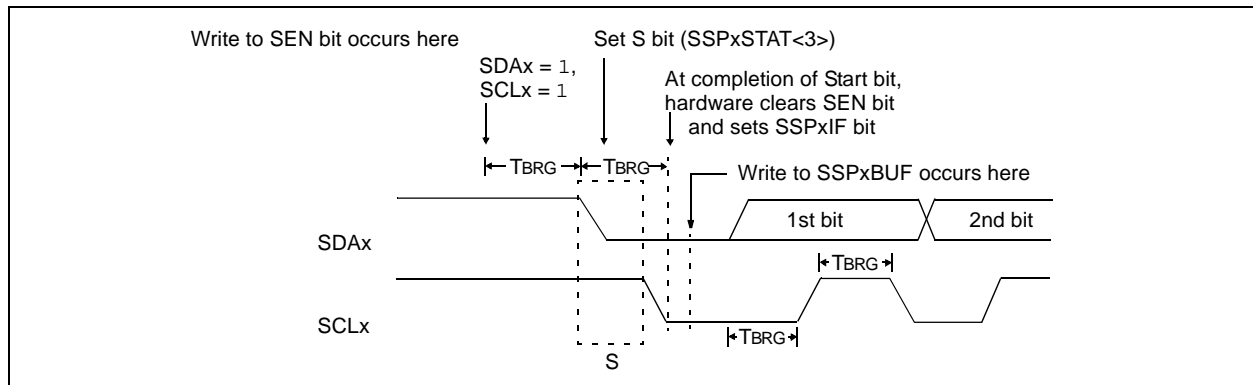 Write to SEN bit occurs here
Set S bit (SSPxSTAT<3>)
SDAx = 1,
SCLx = 1
At completion of Start bit,
hardware clears SEN bit
and sets SSPxIF bit
TBRG
TBRG
Write to SSPxBUF occurs here
1st bit
2nd bit
SDAx
TBRG
SCLx
TBRG
S